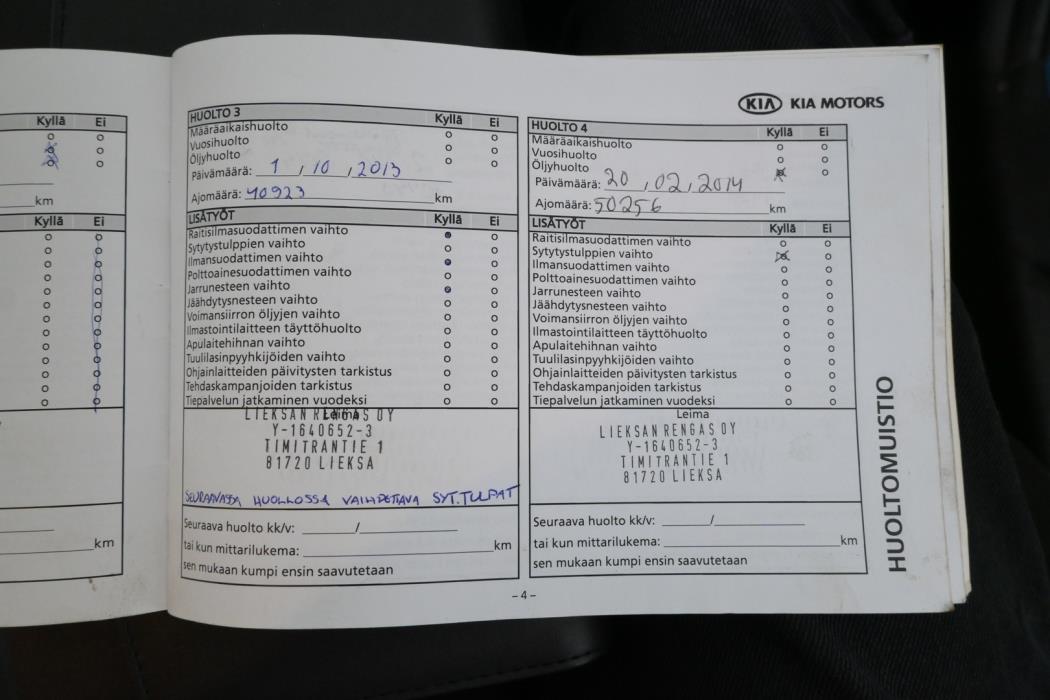 Kyllä Ei
km
Kyllä Ei
km
KIA KIA MOTORS
HUOLTO 3 Kyllä Ei
Määräaikaishuolto
Vuosihuolto
Öljyhuolto
Päivämäärä: 1 , 10 , 2013
Ajomäärä: 40923 km
LISÄTYÖT Kyllä Ei
Raitisilmasuodattimen vaihto
Sytytystulppien vaihto
Ilmansuodattimen vaihto
Polttoainesuodattimen vaihto
Jarrunesteen vaihto
Jäähdytysnesteen vaihto
Voimansiirron öljyjen vaihto
Ilmastointilaitteen täyttöhuolto
Apulaitehihnan vaihto
Tuulilasinpyyhkijöiden vaihto
Ohjainlaitteiden päivitysten tarkistus
Tehdaskampanjoiden tarkistus
Tiepalvelun jatkaminen vuodeksi
Leima
LIEKSAN RENGAS OY
Y-1640652-3
TIMITRANTIE 1
81720 LIEKSA
SEURAAVASSA HUOLLOSSA VAIHDETTAVA SYT.TULPAT
Seuraava huolto kk/v: /
tai kun mittarilukema: km
sen mukaan kumpi ensin saavutetaan
HUOLTO 4 Kyllä Ei
Määräaikaishuolto
Vuosihuolto
Öljyhuolto
Päivämäärä: 20 , 02 , 2014
Ajomäärä: 50256 km
LISÄTYÖT Kyllä Ei
Raitisilmasuodattimen vaihto
Sytytystulppien vaihto
Ilmansuodattimen vaihto
Polttoainesuodattimen vaihto
Jarrunesteen vaihto
Jäähdytysnesteen vaihto
Voimansiirron öljyjen vaihto
Ilmastointilaitteen täyttöhuolto
Apulaitehihnan vaihto
Tuulilasinpyyhkijöiden vaihto
Ohjainlaitteiden päivitysten tarkistus
Tehdaskampanjoiden tarkistus
Tiepalvelun jatkaminen vuodeksi
Leima
LIEKSAN RENGAS OY
Y-1640652-3
TIMITRANTIE 1
81720 LIEKSA
Seuraava huolto kk/v: /
tai kun mittarilukema: km
sen mukaan kumpi ensin saavutetaan
HUOLTOMUISTIO
– 4 –